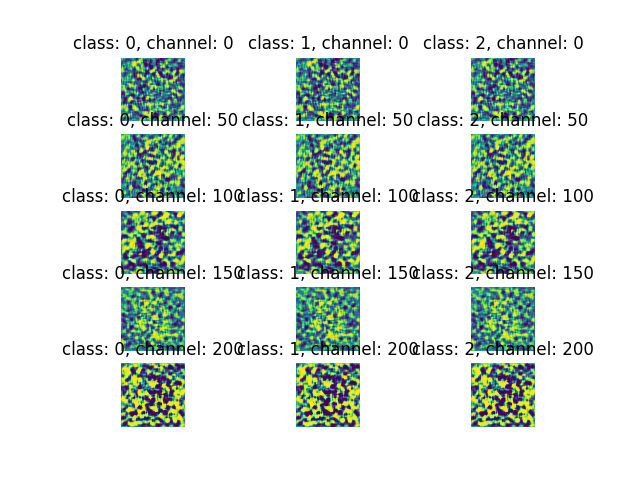 class: 0, channel: 0 class: 1, channel: 0 class: 2, channel: 0
class: 0, channel: 50 class: 1, channel: 50 class: 2, channel: 50
class: 0, channel: 100 class: 1, channel: 100 class: 2, channel: 100
class: 0, channel: 150 class: 1, channel: 150 class: 2, channel: 150
class: 0, channel: 200 class: 1, channel: 200 class: 2, channel: 200